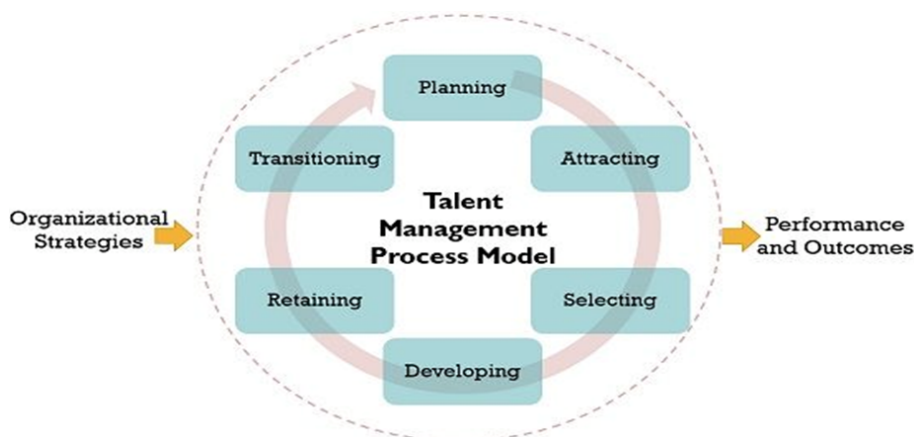 Planning
Attracting
Selecting
Developing
Retaining
Transitioning
Talent
Management
Process Model
Organizational
Strategies
Performance
and Outcomes